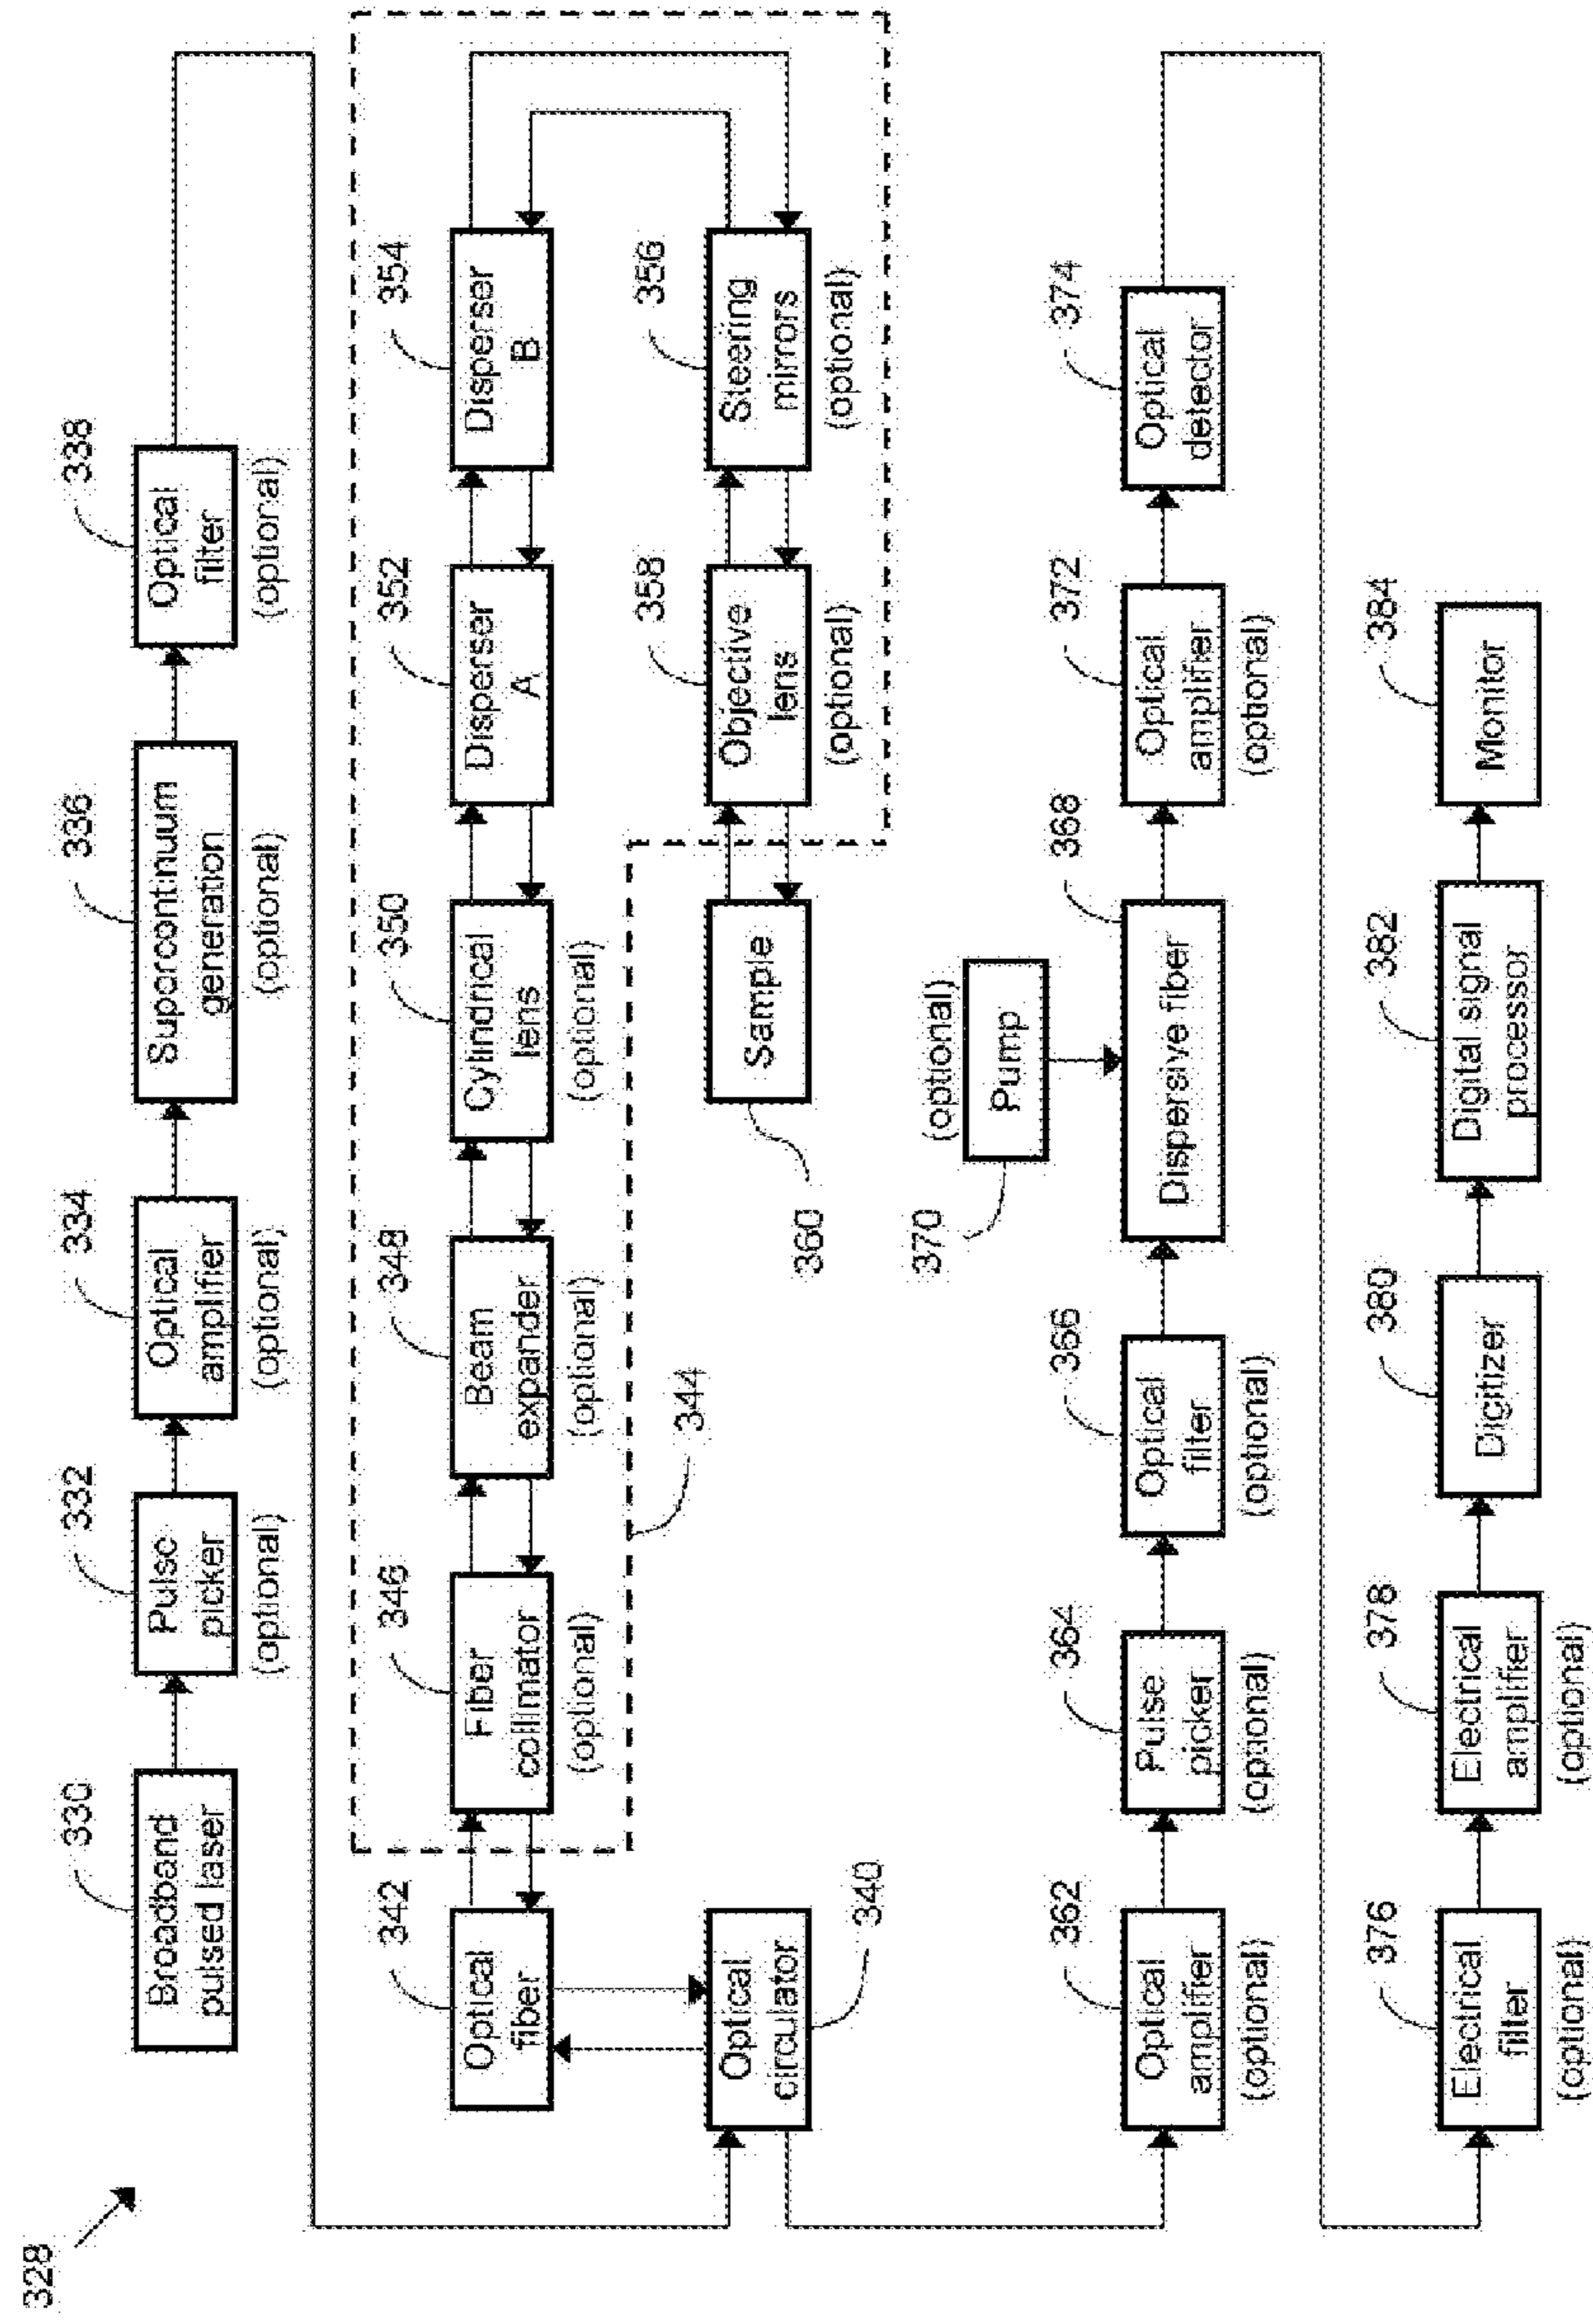 328
330
Broadband
pulsed laser
332
Pulse
picker
(optional)
334
Optical
amplifier
(optional)
336
Supercontinuum
generation
(optional)
338
Optical
filter
(optional)
342
Optical
fiber
346
Fiber
collimator
(optional)
348
Beam
expander
(optional)
350
Cylindrical
lens
(optional)
352
Disperser
A
354
Disperser
B
344
Optical
circulator
340
Sample
360
358
Objective
lens
(optional)
356
Steering
mirrors
(optional)
(optional)
Pump
370
362
Optical
amplifier
(optional)
364
Pulse
picker
(optional)
366
Optical
filter
(optional)
368
Dispersive fiber
372
Optical
amplifier
(optional)
374
Optical
detector
376
Electrical
filter
(optional)
378
Electrical
amplifier
(optional)
380
Digitizer
382
Digital signal
processor
384
Monitor